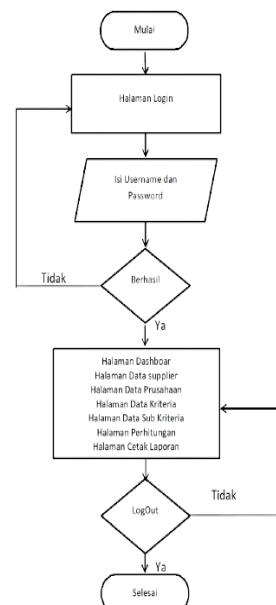 Mulai
Halaman Login
Isi Username dan
Password
Berhasil
Tidak
Ya
Halaman Dashboar
Halaman Data supplier
Halaman Data Prusahaan
Halaman Data Kriteria
Halaman Data Sub Kriteria
Halaman Perhitungan
Halaman Cetak Laporan
LogOut
Tidak
Ya
Selesai